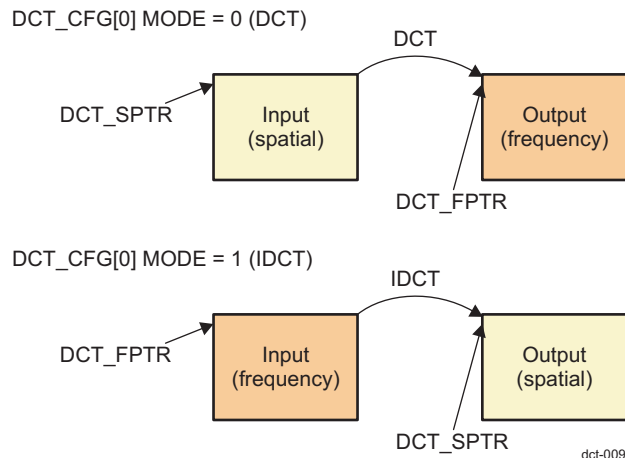 DCT_CFG[0] MODE = 0 (DCT)
DCT
DCT_SPTR
Input
(spatial)
Output
(frequency)
DCT_FPTR
DCT_CFG[0] MODE = 1 (IDCT)
IDCT
DCT_FPTR
Input
(frequency)
Output
(spatial)
DCT_SPTR
dct-009